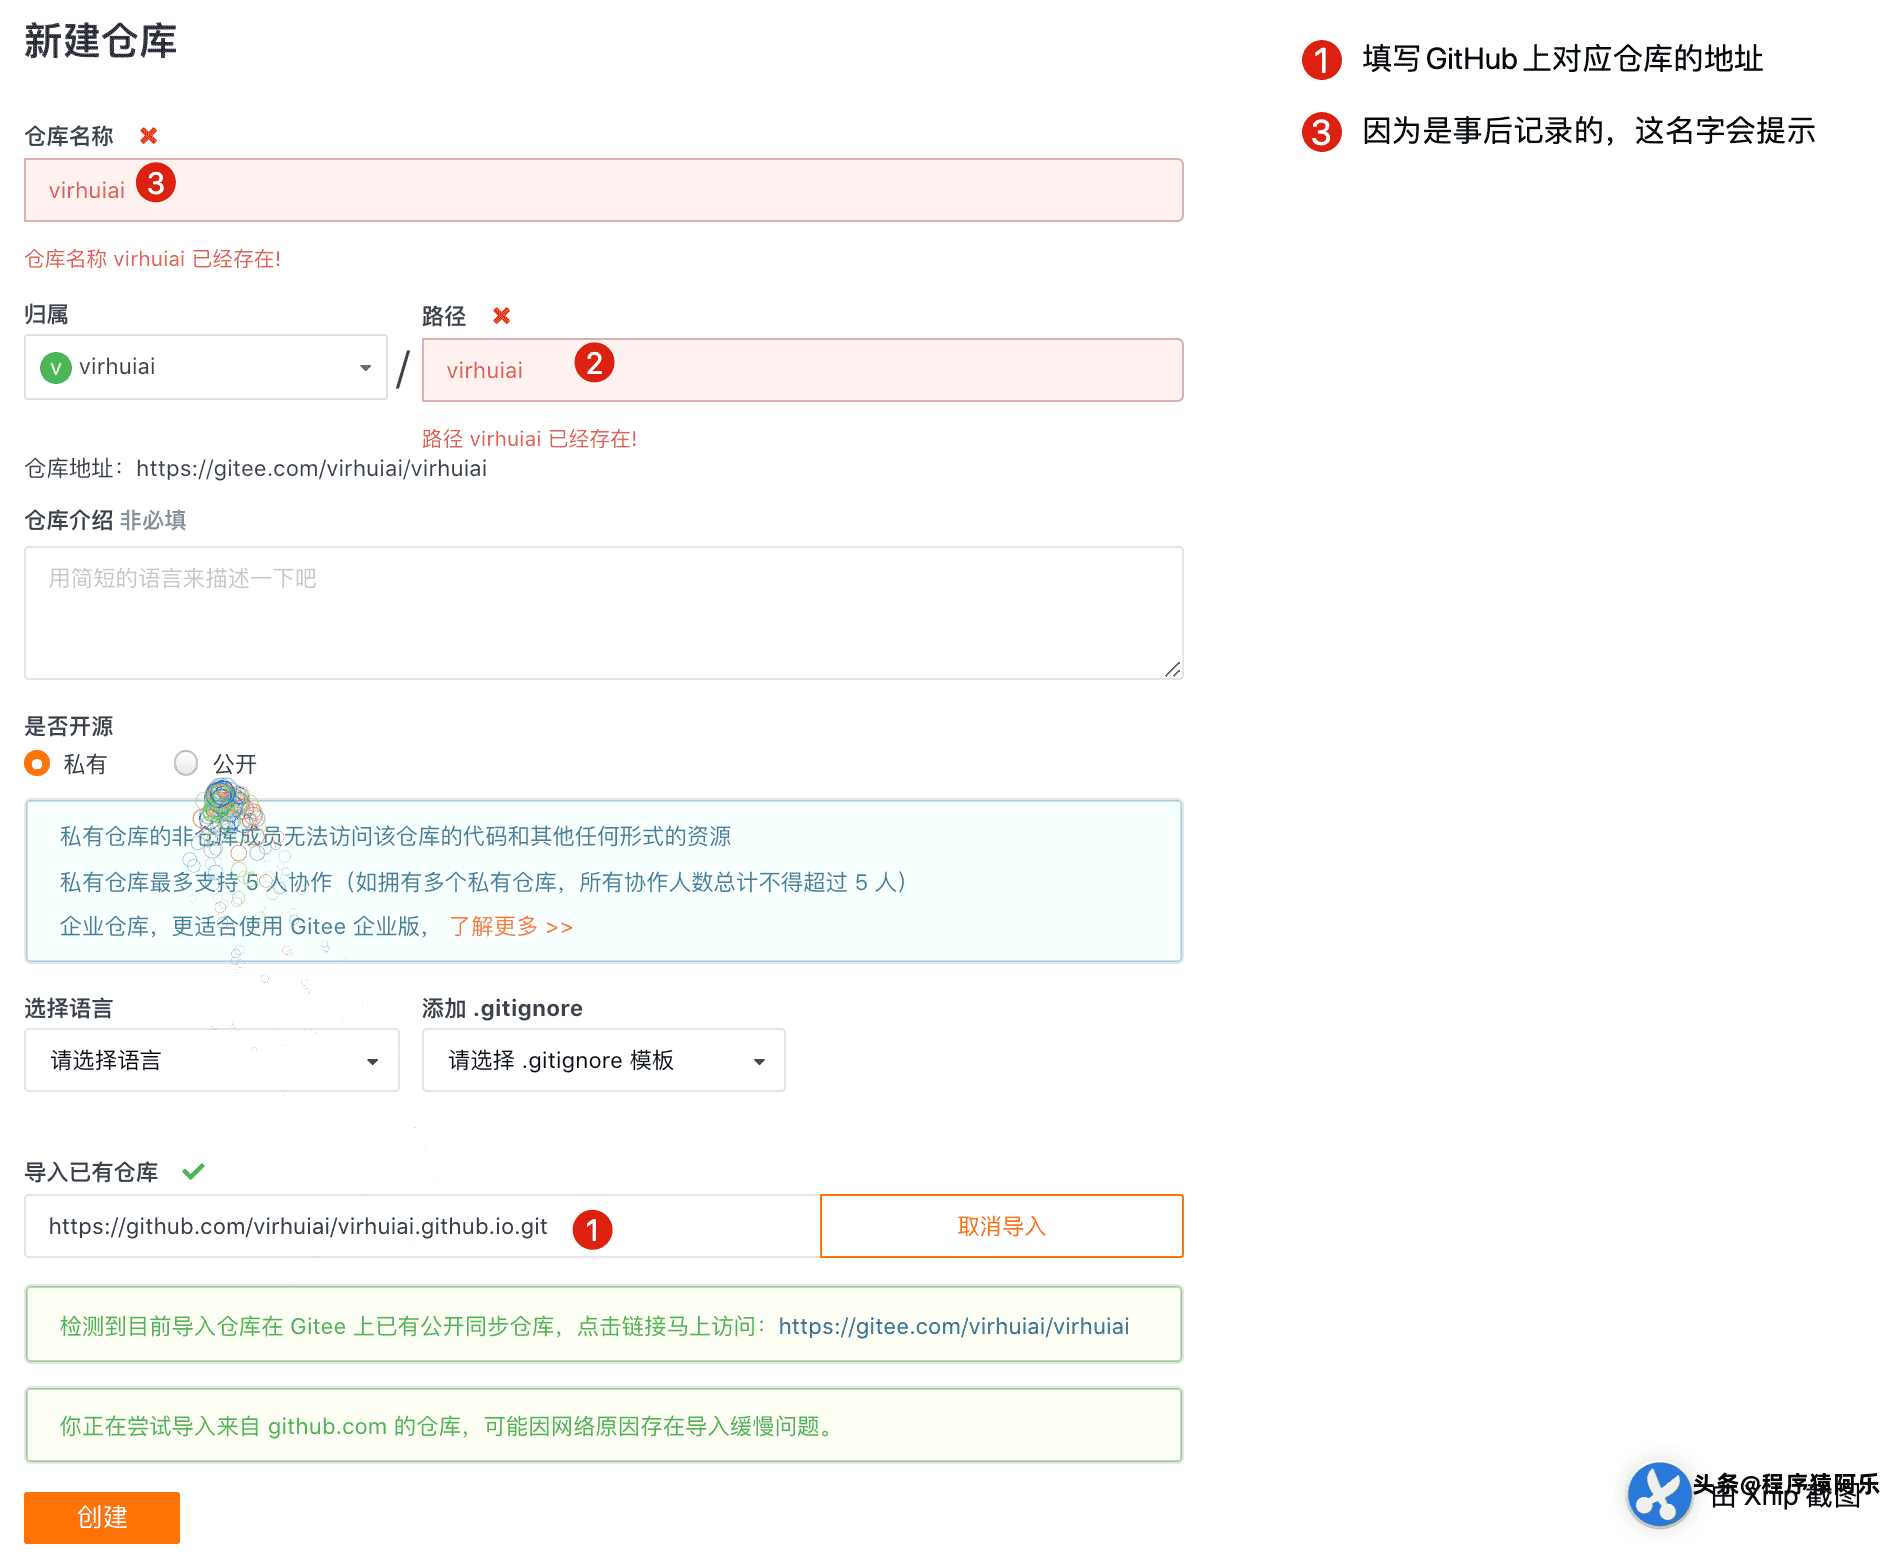 新建仓库
1 填写GitHub上对应仓库的地址
3 因为是事后记录的，这名字会提示
仓库名称
virhuiai 3
仓库名称 virhuiai 已经存在!
归属
路径
v virhuiai
/
virhuiai 2
路径 virhuiai 已经存在!
仓库地址：https://gitee.com/virhuiai/virhuiai
仓库介绍 非必填
用简短的语言来描述一下吧
是否开源
私有 公开
私有仓库的非仓库成员无法访问该仓库的代码和其他任何形式的资源
私有仓库最多支持 5 人协作（如拥有多个私有仓库，所有协作人数总计不得超过 5 人）
企业仓库，更适合使用 Gitee 企业版， 了解更多 >>
选择语言
添加 .gitignore
请选择语言
请选择 .gitignore 模板
导入已有仓库
https://github.com/virhuiai/virhuiai.github.io.git 1
取消导入
检测到目前导入仓库在 Gitee 上已有公开同步仓库，点击链接马上访问：https://gitee.com/virhuiai/virhuiai
你正在尝试导入来自 github.com 的仓库，可能因网络原因存在导入缓慢问题。
创建
头条@程序猿阿乐
由 Xnip 截图